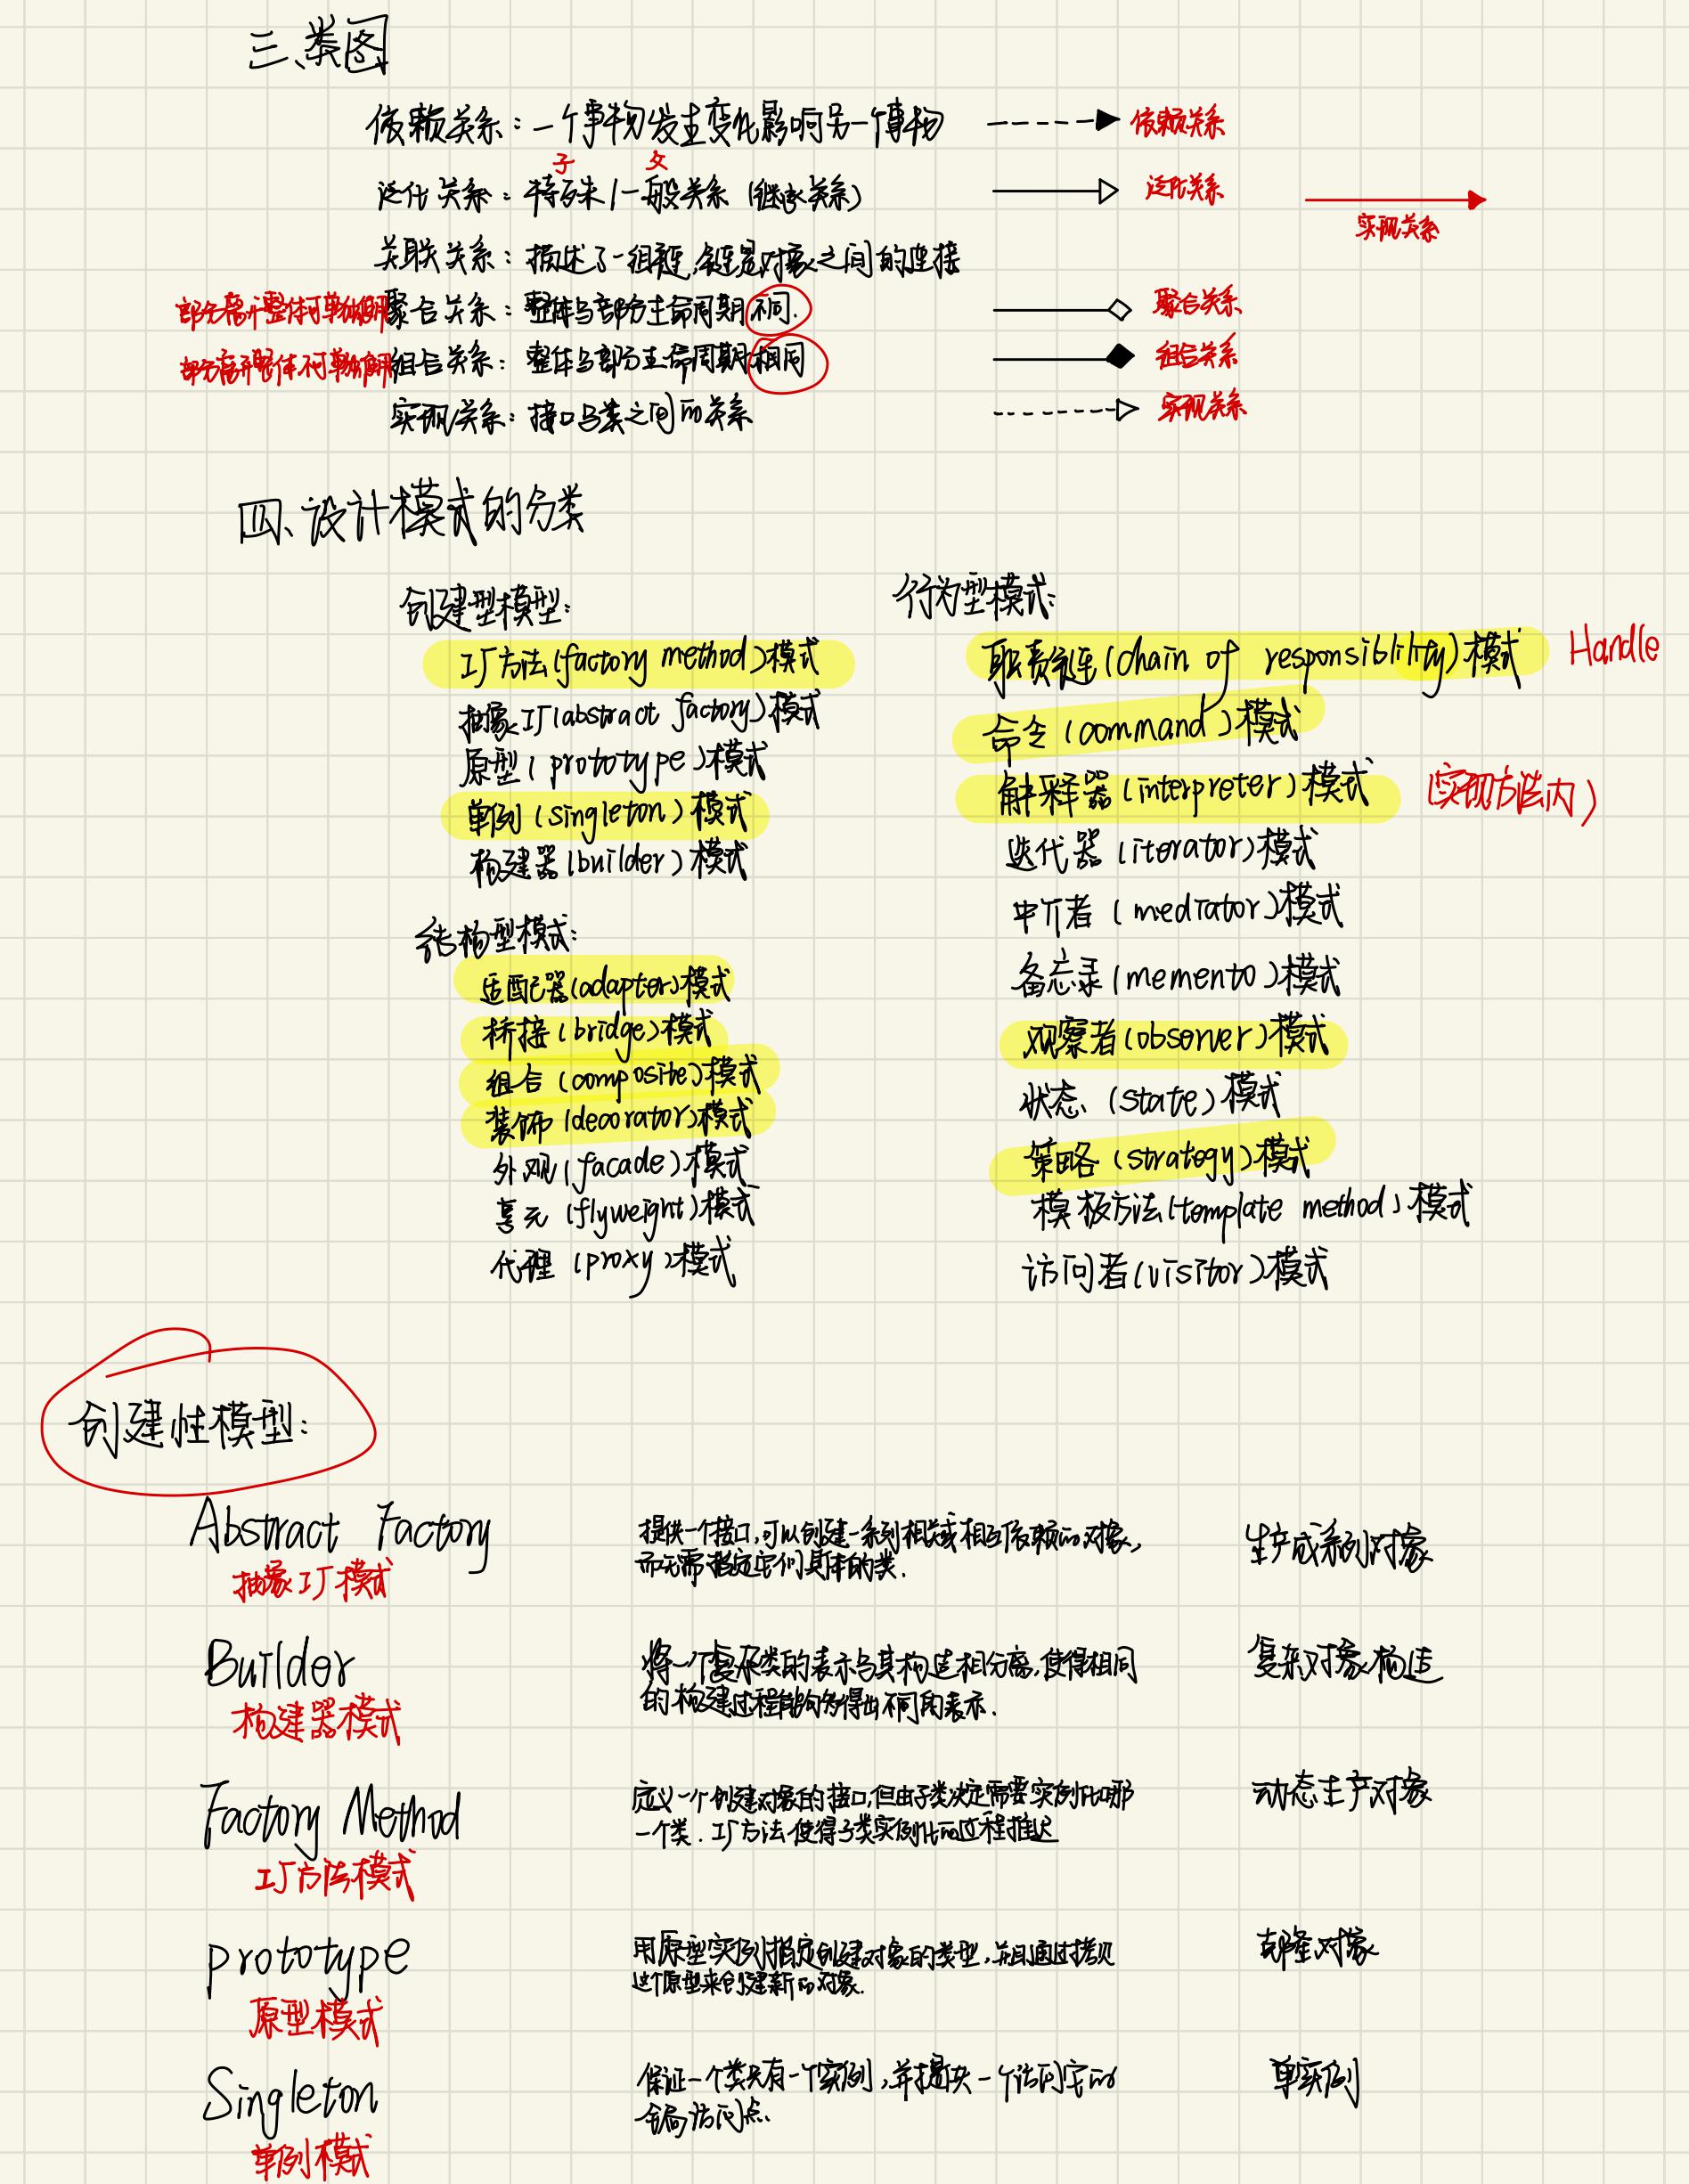 三、类图
依赖关系：一个事物发生变化影响另一个事物
依赖关系
子 父
泛化关系：特殊/一般关系（继承关系）
泛化关系
实现关系
关联关系：描述了一组链，链是对象之间的连接
部分离开整体可单独使用
聚合关系：整体与部分生命周期不同.
聚合关系
部分离开整体不可单独使用
组合关系：整体与部分生命周期相同
组合关系
实现关系：接口与类之间的关系
实现关系
四、设计模式的分类
创建型模型：
工厂方法(factory method)模式
抽象工厂(abstract factory)模式
原型(prototype)模式
单例(singleton)模式
构建器(builder)模式
结构型模式：
适配器(adapter)模式
桥接(bridge)模式
组合(composite)模式
装饰(decorator)模式
外观(facade)模式
享元(flyweight)模式
代理(proxy)模式
行为型模式：
职责链(chain of responsibility)模式 Handle
命令(command)模式
解释器(interpreter)模式 (实现方法内)
迭代器(iterator)模式
中介者(mediator)模式
备忘录(memento)模式
观察者(observer)模式
状态(state)模式
策略(strategy)模式
模板方法(template method)模式
访问者(visitor)模式
创建性模型：
Abstract Factory
抽象工厂模式
提供一个接口，可以创建一系列相关或相互依赖的对象，
而无需指定它们具体的类.
生产成系列对象
Builder
构建器模式
将一个复杂类的表示与其构造相分离，使得相同
的构建过程能够得出不同的表示.
复杂对象构造
Factory Method
工厂方法模式
定义一个创建对象的接口，但由子类决定需要实例化哪
一个类. 工厂方法使得子类实例化的过程推迟
动态生产对象
prototype
原型模式
用原型实例指定创建对象的类型，并且通过拷贝
这个原型来创建新的对象.
克隆对象
Singleton
单例模式
保证一个类只有一个实例，并提供一个访问它的
全局访问点.
单实例